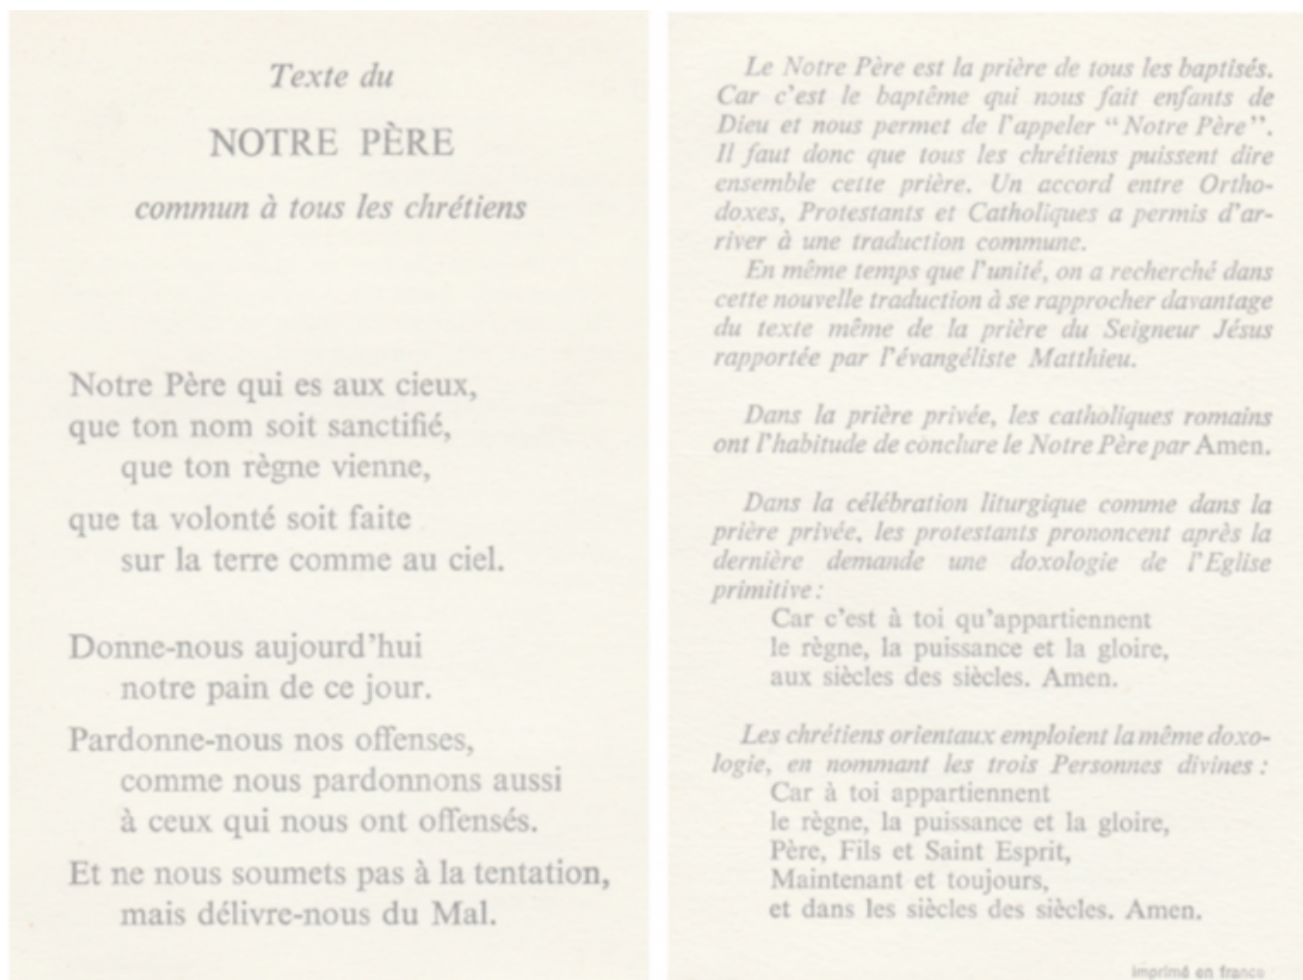 Texte du
NOTRE PÈRE
commun à tous les chrétiens
Notre Père qui es aux cieux,
que ton nom soit sanctifié,
que ton règne vienne,
que ta volonté soit faite
sur la terre comme au ciel.
Donne-nous aujourd'hui
notre pain de ce jour.
Pardonne-nous nos offenses,
comme nous pardonnons aussi
à ceux qui nous ont offensés.
Et ne nous soumets pas à la tentation,
mais délivre-nous du Mal.
Le Notre Père est la prière de tous les baptisés.
Car c'est le baptême qui nous fait enfants de
Dieu et nous permet de l'appeler “Notre Père”.
Il faut donc que tous les chrétiens puissent dire
ensemble cette prière. Un accord entre Ortho-
doxes, Protestants et Catholiques a permis d'ar-
river à une traduction commune.
En même temps que l'unité, on a recherché dans
cette nouvelle traduction à se rapprocher davantage
du texte même de la prière du Seigneur Jésus
rapportée par l'évangéliste Matthieu.
Dans la prière privée, les catholiques romains
ont l'habitude de conclure le Notre Père par Amen.
Dans la célébration liturgique comme dans la
prière privée, les protestants prononcent après la
dernière demande une doxologie de l'Eglise
primitive :
Car c'est à toi qu'appartiennent
le règne, la puissance et la gloire,
aux siècles des siècles. Amen.
Les chrétiens orientaux emploient la même doxo-
logie, en nommant les trois Personnes divines :
Car à toi appartiennent
le règne, la puissance et la gloire,
Père, Fils et Saint Esprit,
Maintenant et toujours,
et dans les siècles des siècles. Amen.
imprimé en france